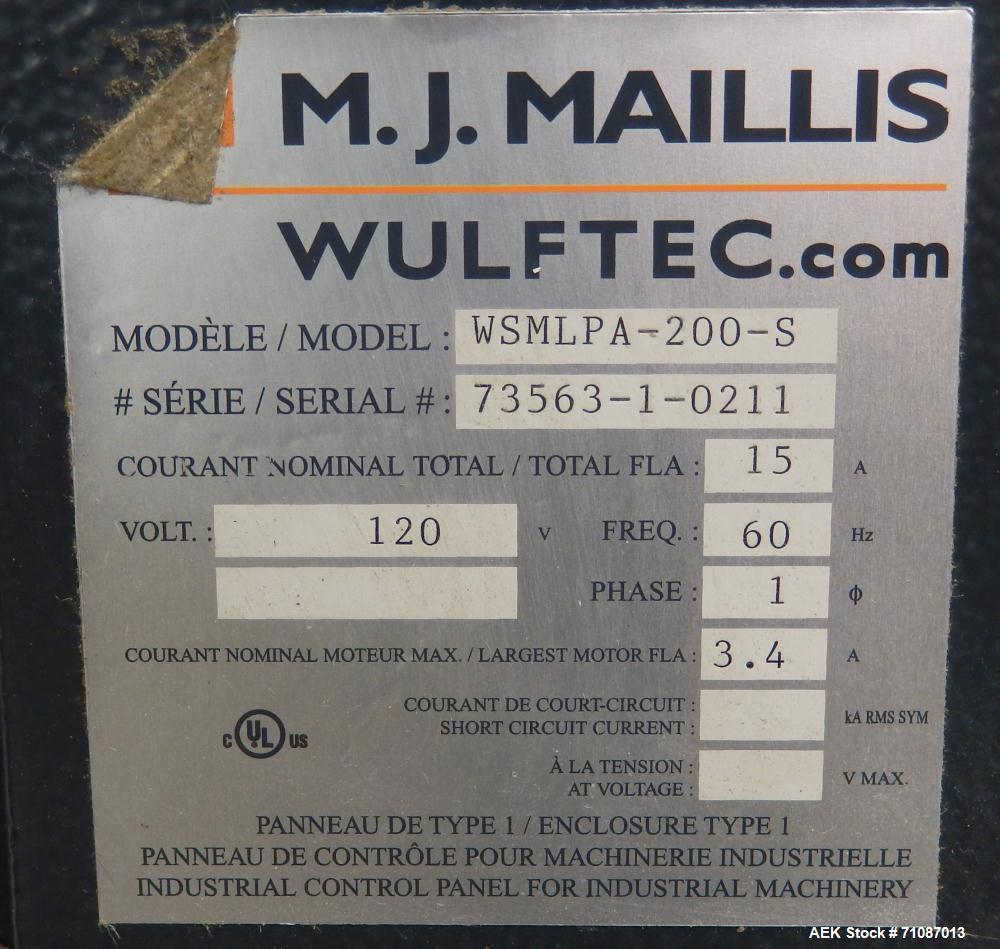 M. J. MAILLIS
WULFTEC.com
MODÈLE / MODEL : WSMLPA-200-S
# SÉRIE / SERIAL # : 73563-1-0211
COURANT NOMINAL TOTAL / TOTAL FLA : 15 A
VOLT. : 120 V FREQ. : 60 Hz
PHASE : 1 ϕ
COURANT NOMINAL MOTEUR MAX. / LARGEST MOTOR FLA : 3.4 A
COURANT DE COURT-CIRCUIT :
SHORT CIRCUIT CURRENT : kA RMS SYM
C UL US
À LA TENSION :
AT VOLTAGE : V MAX.
PANNEAU DE TYPE 1 / ENCLOSURE TYPE 1
PANNEAU DE CONTRÔLE POUR MACHINERIE INDUSTRIELLE
INDUSTRIAL CONTROL PANEL FOR INDUSTRIAL MACHINERY
AEK Stock # 71087013